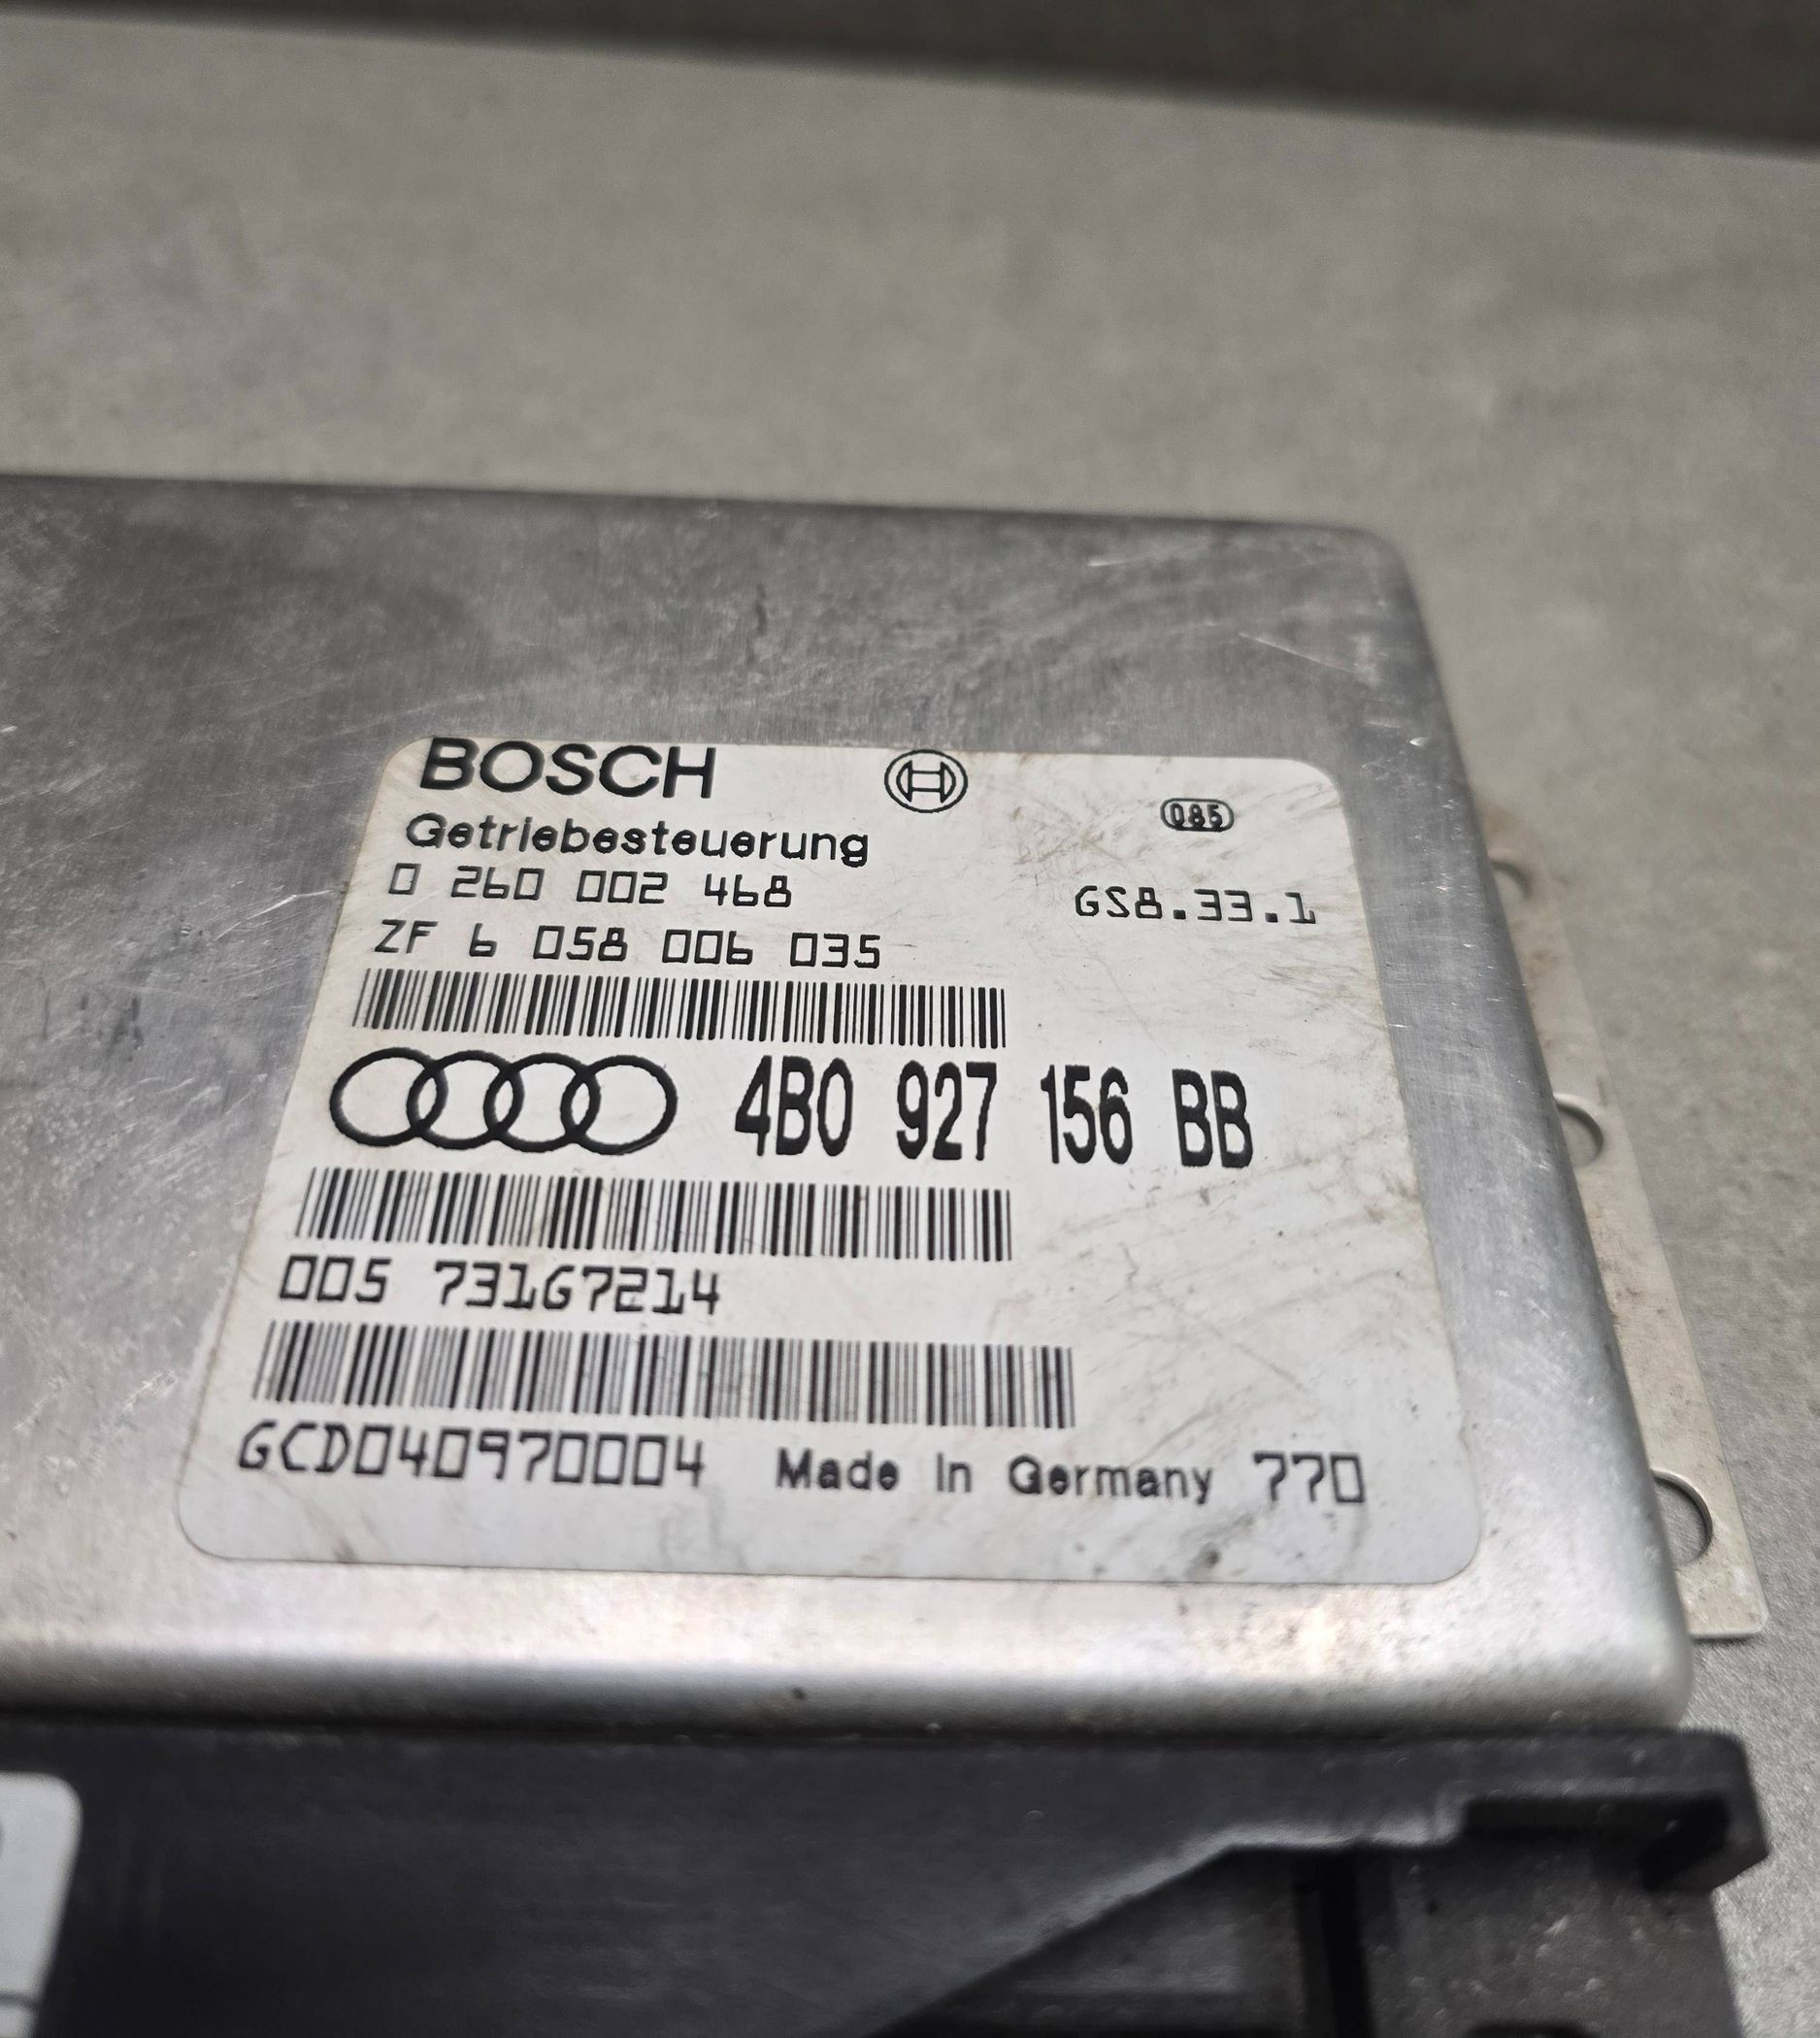 BOSCH
085
Getriebesteuerung
0 260 002 468
GS8.33.1
ZF 6 058 006 035
4B0 927 156 BB
005 731G7214
GCD040970004 Made In Germany 770